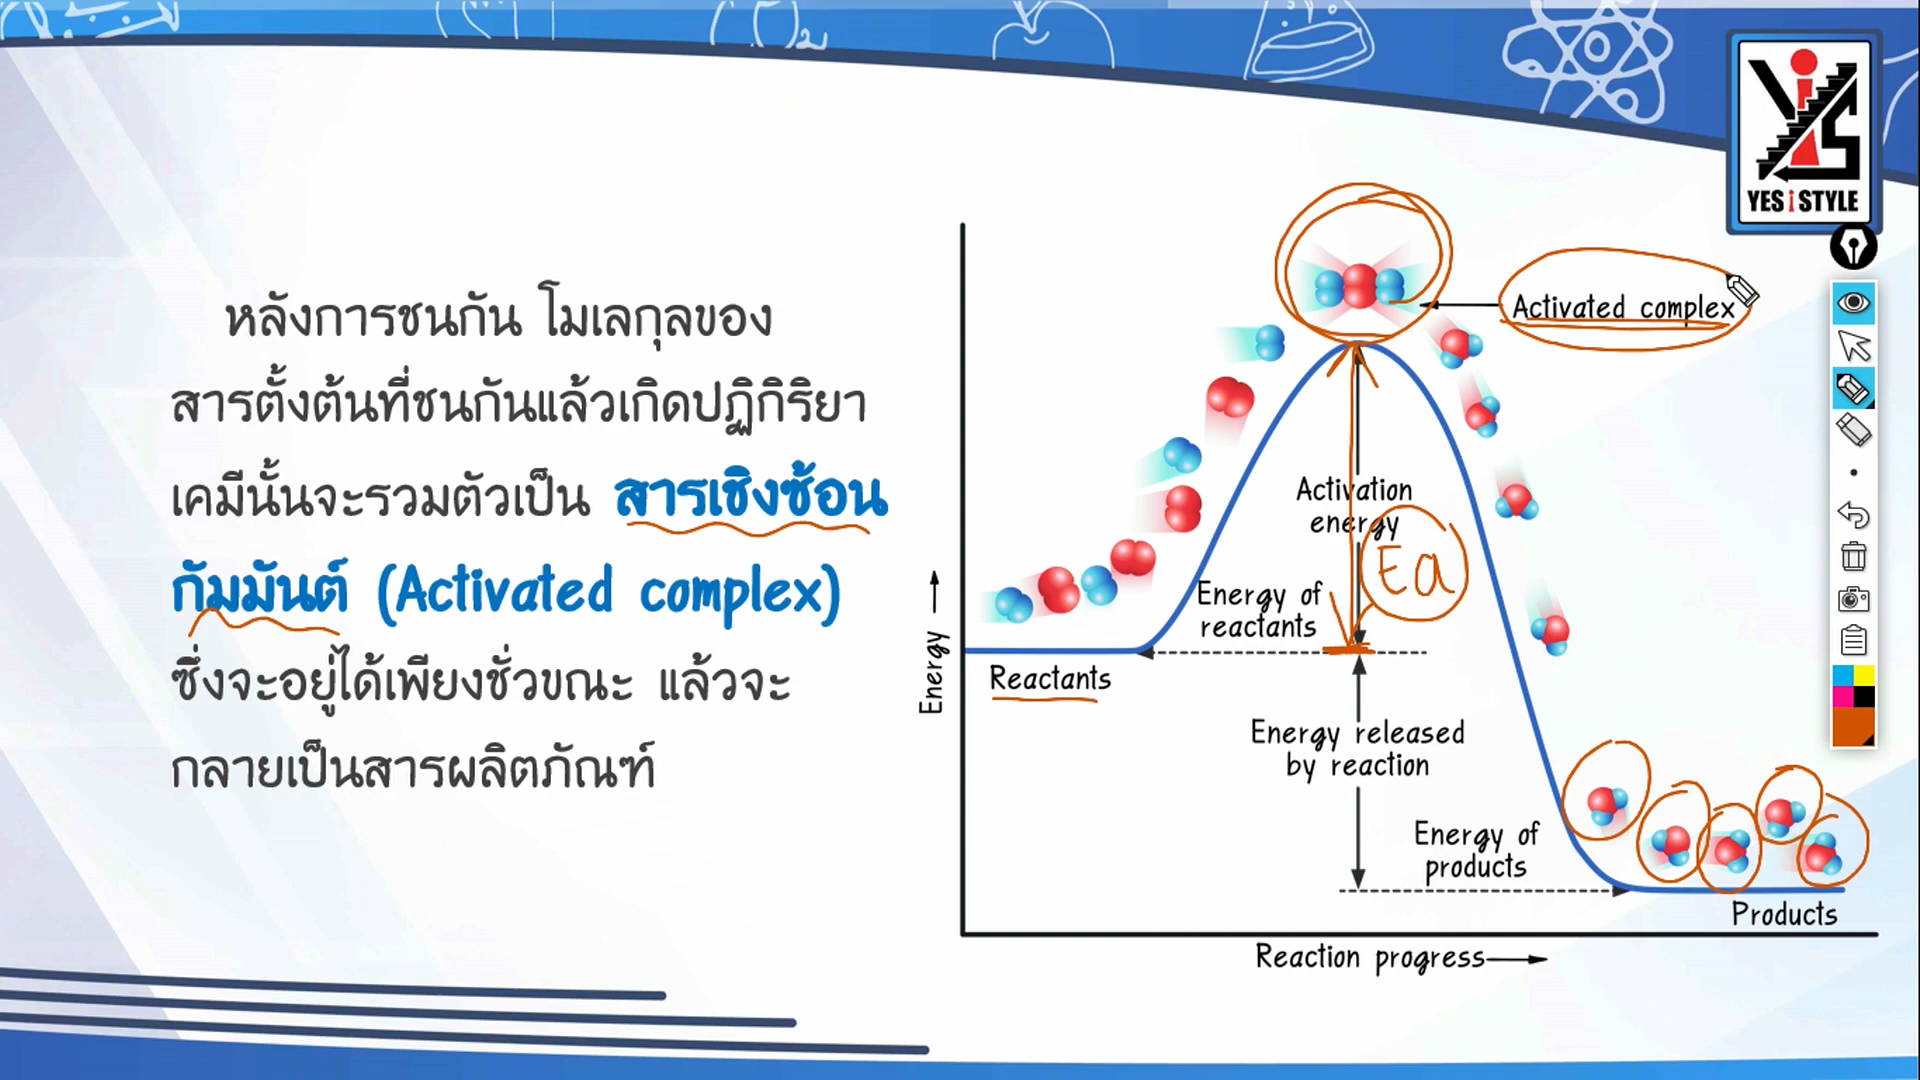 YES i STYLE
หลังการชนกัน โมเลกุลของ
สารตั้งต้นที่ชนกันแล้วเกิดปฏิกิริยา
เคมีนั้นจะรวมตัวเป็น สารเชิงซ้อน
กัมมันต์ (Activated complex)
ซึ่งจะอยู่ได้เพียงชั่วขณะ แล้วจะ
กลายเป็นสารผลิตภัณฑ์
Activated complex
Activation
energy
Ea
Energy of
reactants
Energy
Reactants
Energy released
by reaction
Energy of
products
Products
Reaction progress